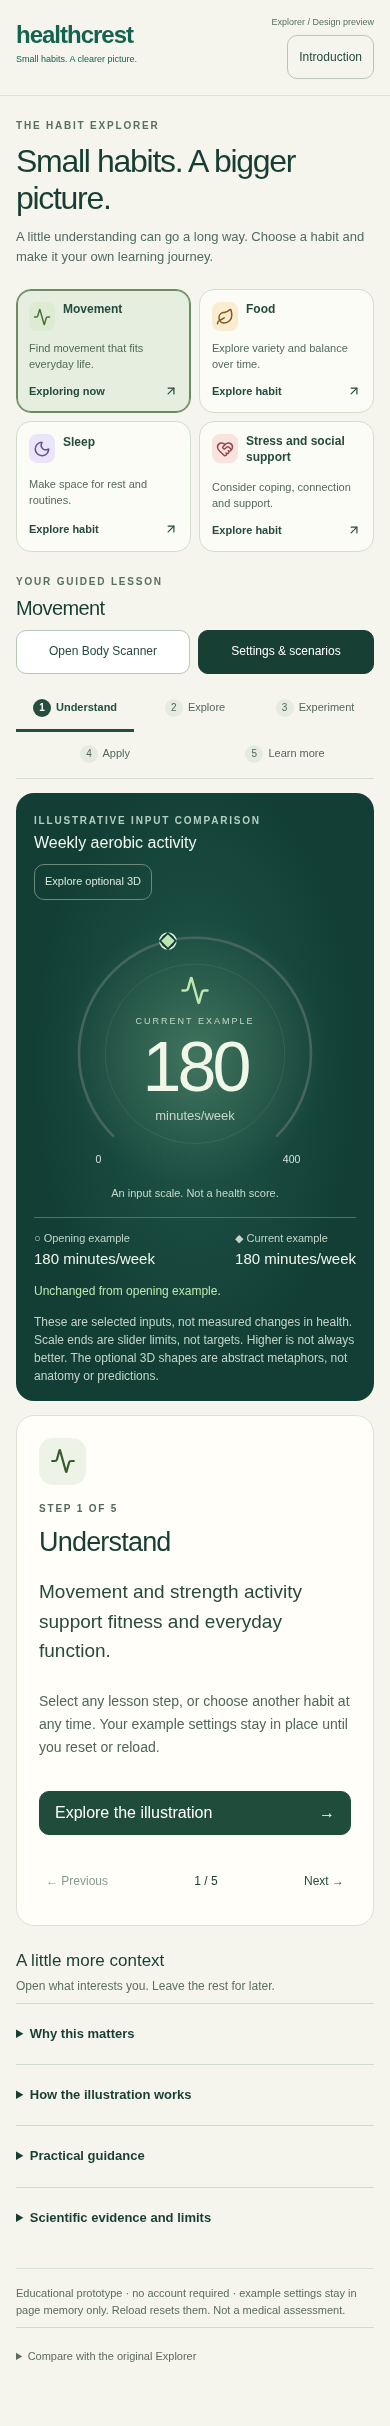 healthcrest
Small habits. A clearer picture.
Explorer / Design preview
Introduction
THE HABIT EXPLORER
Small habits. A bigger
picture.
A little understanding can go a long way. Choose a habit and
make it your own learning journey.
Movement
Find movement that fits
everyday life.
Exploring now
Food
Explore variety and balance
over time.
Explore habit
Sleep
Make space for rest and
routines.
Explore habit
Stress and social
support
Consider coping, connection
and support.
Explore habit
YOUR GUIDED LESSON
Movement
Open Body Scanner
Settings & scenarios
1 Understand
2 Explore
3 Experiment
4 Apply
5 Learn more
ILLUSTRATIVE INPUT COMPARISON
Weekly aerobic activity
Explore optional 3D
CURRENT EXAMPLE
180
minutes/week
0
400
An input scale. Not a health score.
○ Opening example
180 minutes/week
◆ Current example
180 minutes/week
Unchanged from opening example.
These are selected inputs, not measured changes in health.
Scale ends are slider limits, not targets. Higher is not always
better. The optional 3D shapes are abstract metaphors, not
anatomy or predictions.
STEP 1 OF 5
Understand
Movement and strength activity
support fitness and everyday
function.
Select any lesson step, or choose another habit at
any time. Your example settings stay in place until
you reset or reload.
Explore the illustration →
← Previous
1 / 5
Next →
A little more context
Open what interests you. Leave the rest for later.
▶ Why this matters
▶ How the illustration works
▶ Practical guidance
▶ Scientific evidence and limits
Educational prototype · no account required · example settings stay in
page memory only. Reload resets them. Not a medical assessment.
▶ Compare with the original Explorer